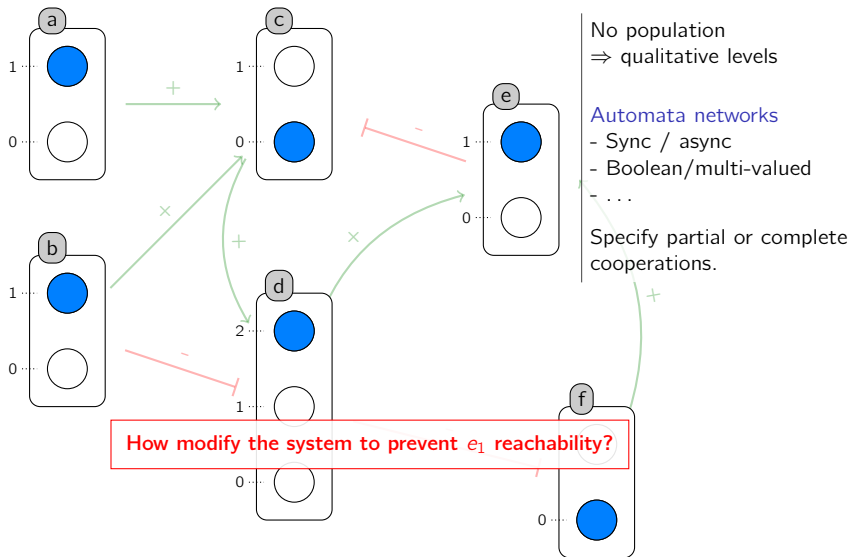 a
1
0
+
c
1
0
-
e
1
0
No population
⇒ qualitative levels
Automata networks
- Sync / async
- Boolean/multi-valued
- . . .
Specify partial or complete
cooperations.
b
1
0
×
+
×
-
d
2
1
0
+
f
0
How modify the system to prevent e₁ reachability?